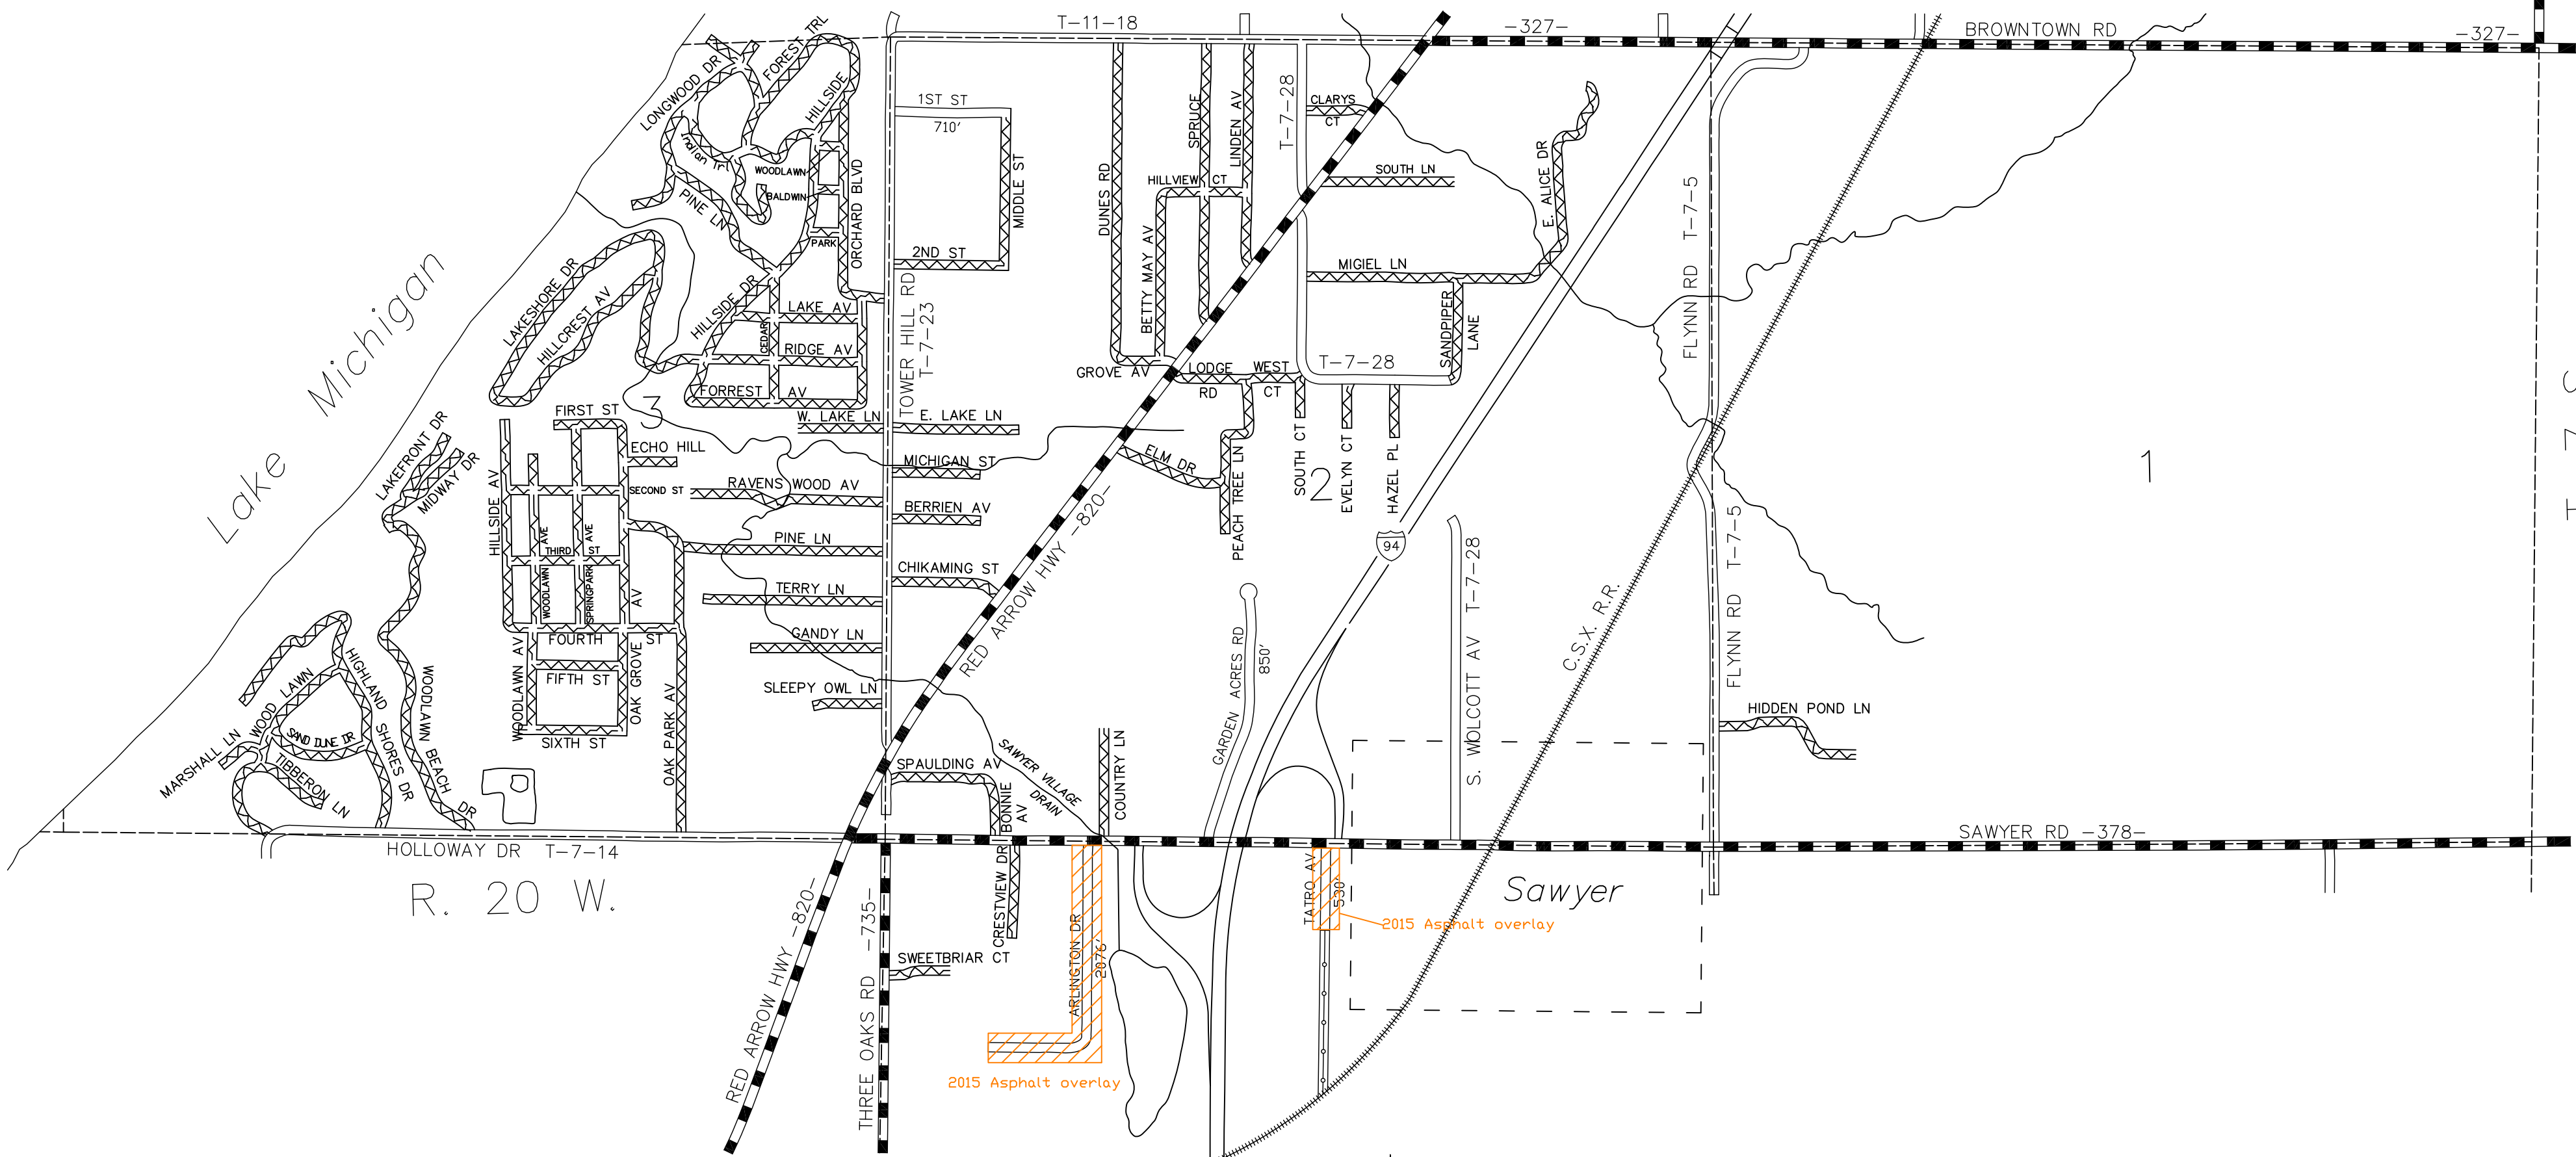 T-11-18
-327-
BROWNTOWN RD
-327-
FOREST TRL
LONGWOOD DR
HILLSIDE
1ST ST
710'
Indian Trl
WOODLAWN
BALDWIN
PINE LN
PARK
ORCHARD BLVD
MIDDLE ST
2ND ST
DUNES RD
SPRUCE
LINDEN AV
T-7-28
CLARYS
CT
HILLVIEW CT
SOUTH LN
E. ALICE DR
BETTY MAY AV
MIGIEL LN
SANDPIPER
LANE
FLYNN RD T-7-5
Lake Michigan
LAKESHORE DR
HILLCREST AV
HILLSIDE DR
LAKE AV
CEDAR
RIDGE AV
FORREST AV
TOWER HILL RD
T-7-23
GROVE AV
LODGE
RD
WEST
CT
T-7-28
3
W. LAKE LN
E. LAKE LN
FIRST ST
ECHO HILL
LAKEFRONT DR
MIDWAY DR
HILLSIDE AV
SECOND ST
RAVENS WOOD AV
MICHIGAN ST
BERRIEN AV
ELM DR
PEACH TREE LN
SOUTH CT
2
EVELYN CT
HAZEL PL
1
AVE
AVE
THIRD ST
WOODLAWN
SPRINGPARK
AV
PINE LN
CHIKAMING ST
TERRY LN
GANDY LN
RED ARROW HWY -820-
94
S. WOLCOTT AV T-7-28
C.S.X. R.R.
FLYNN RD T-7-5
FOURTH ST
FIFTH ST
WOODLAWN AV
OAK GROVE
SIXTH ST
OAK PARK AV
SLEEPY OWL LN
GARDEN ACRES RD
850'
HIDDEN POND LN
WOOD LAWN
HIGHLAND SHORES DR
MARSHALL LN
SAND DUNE DR
TIBBERON LN
WOODLAWN BEACH DR
SPAULDING AV
BONNIE
AV
SAWYER VILLAGE
DRAIN
COUNTRY LN
HOLLOWAY DR T-7-14
SAWYER RD -378-
R. 20 W.
RED ARROW HWY -820-
THREE OAKS RD -735-
CRESTVIEW DR
SWEETBRIAR CT
ARLINGTON DR
2076'
TATRO AV
530'
Sawyer
2015 Asphalt overlay
2015 Asphalt overlay